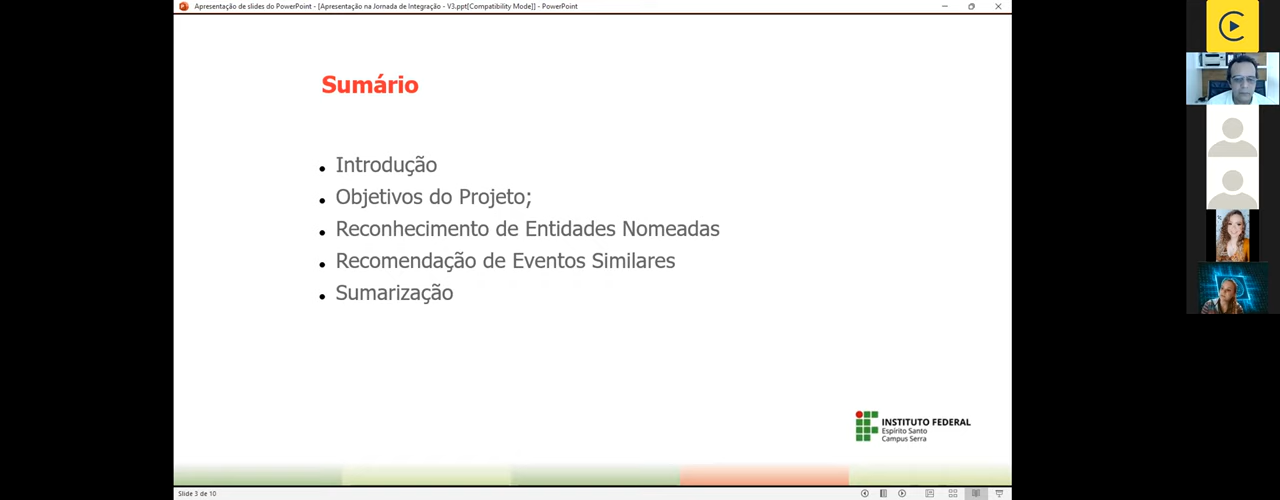 Apresentação de slides do PowerPoint - [Apresentação na Jornada de Integração - V3.ppt[Compatibility Mode]] - PowerPoint
Sumário
• Introdução
• Objetivos do Projeto;
• Reconhecimento de Entidades Nomeadas
• Recomendação de Eventos Similares
• Sumarização
INSTITUTO FEDERAL
Espírito Santo
Campus Serra
Slide 3 de 10